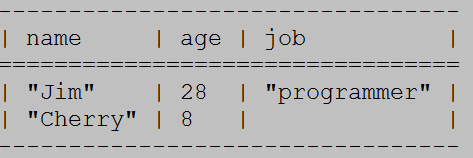 ----------------------------------
| name     | age | job          |
==================================
| "Jim"    | 28  | "programmer" |
| "Cherry" | 8   |              |
----------------------------------